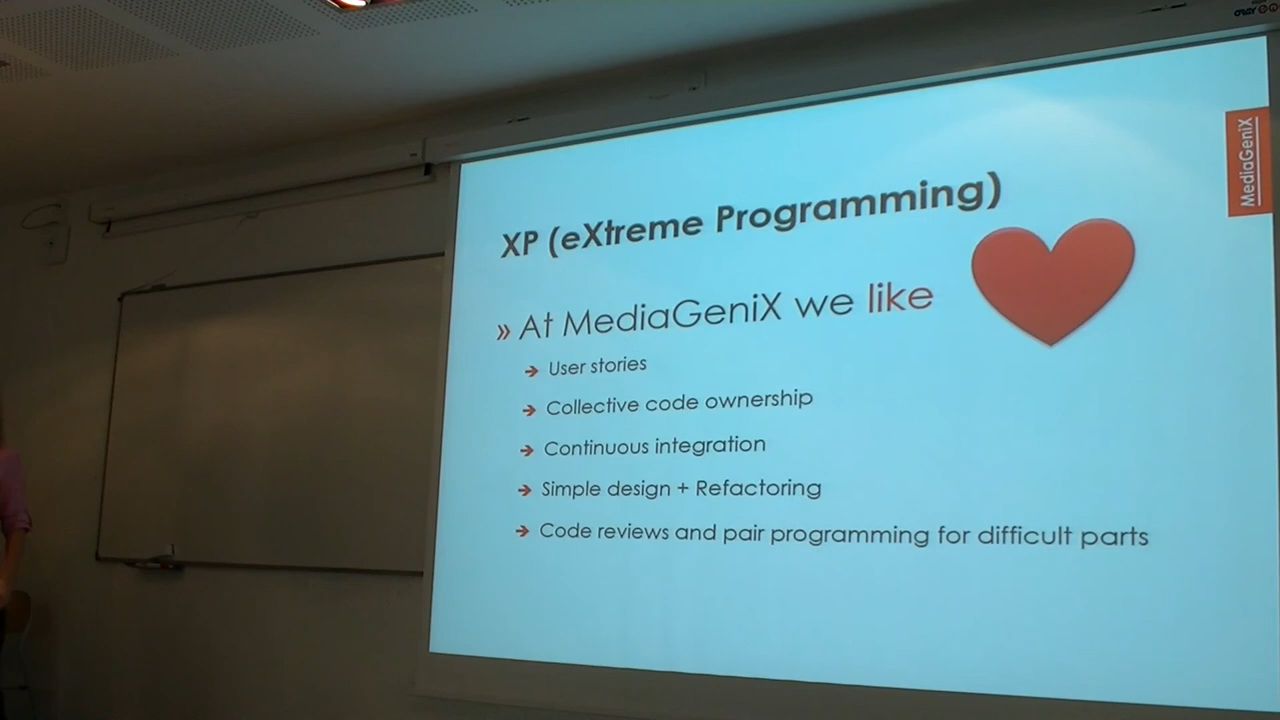 MediaGeniX
XP (eXtreme Programming)
» At MediaGeniX we like
→ User stories
→ Collective code ownership
→ Continuous integration
→ Simple design + Refactoring
→ Code reviews and pair programming for difficult parts